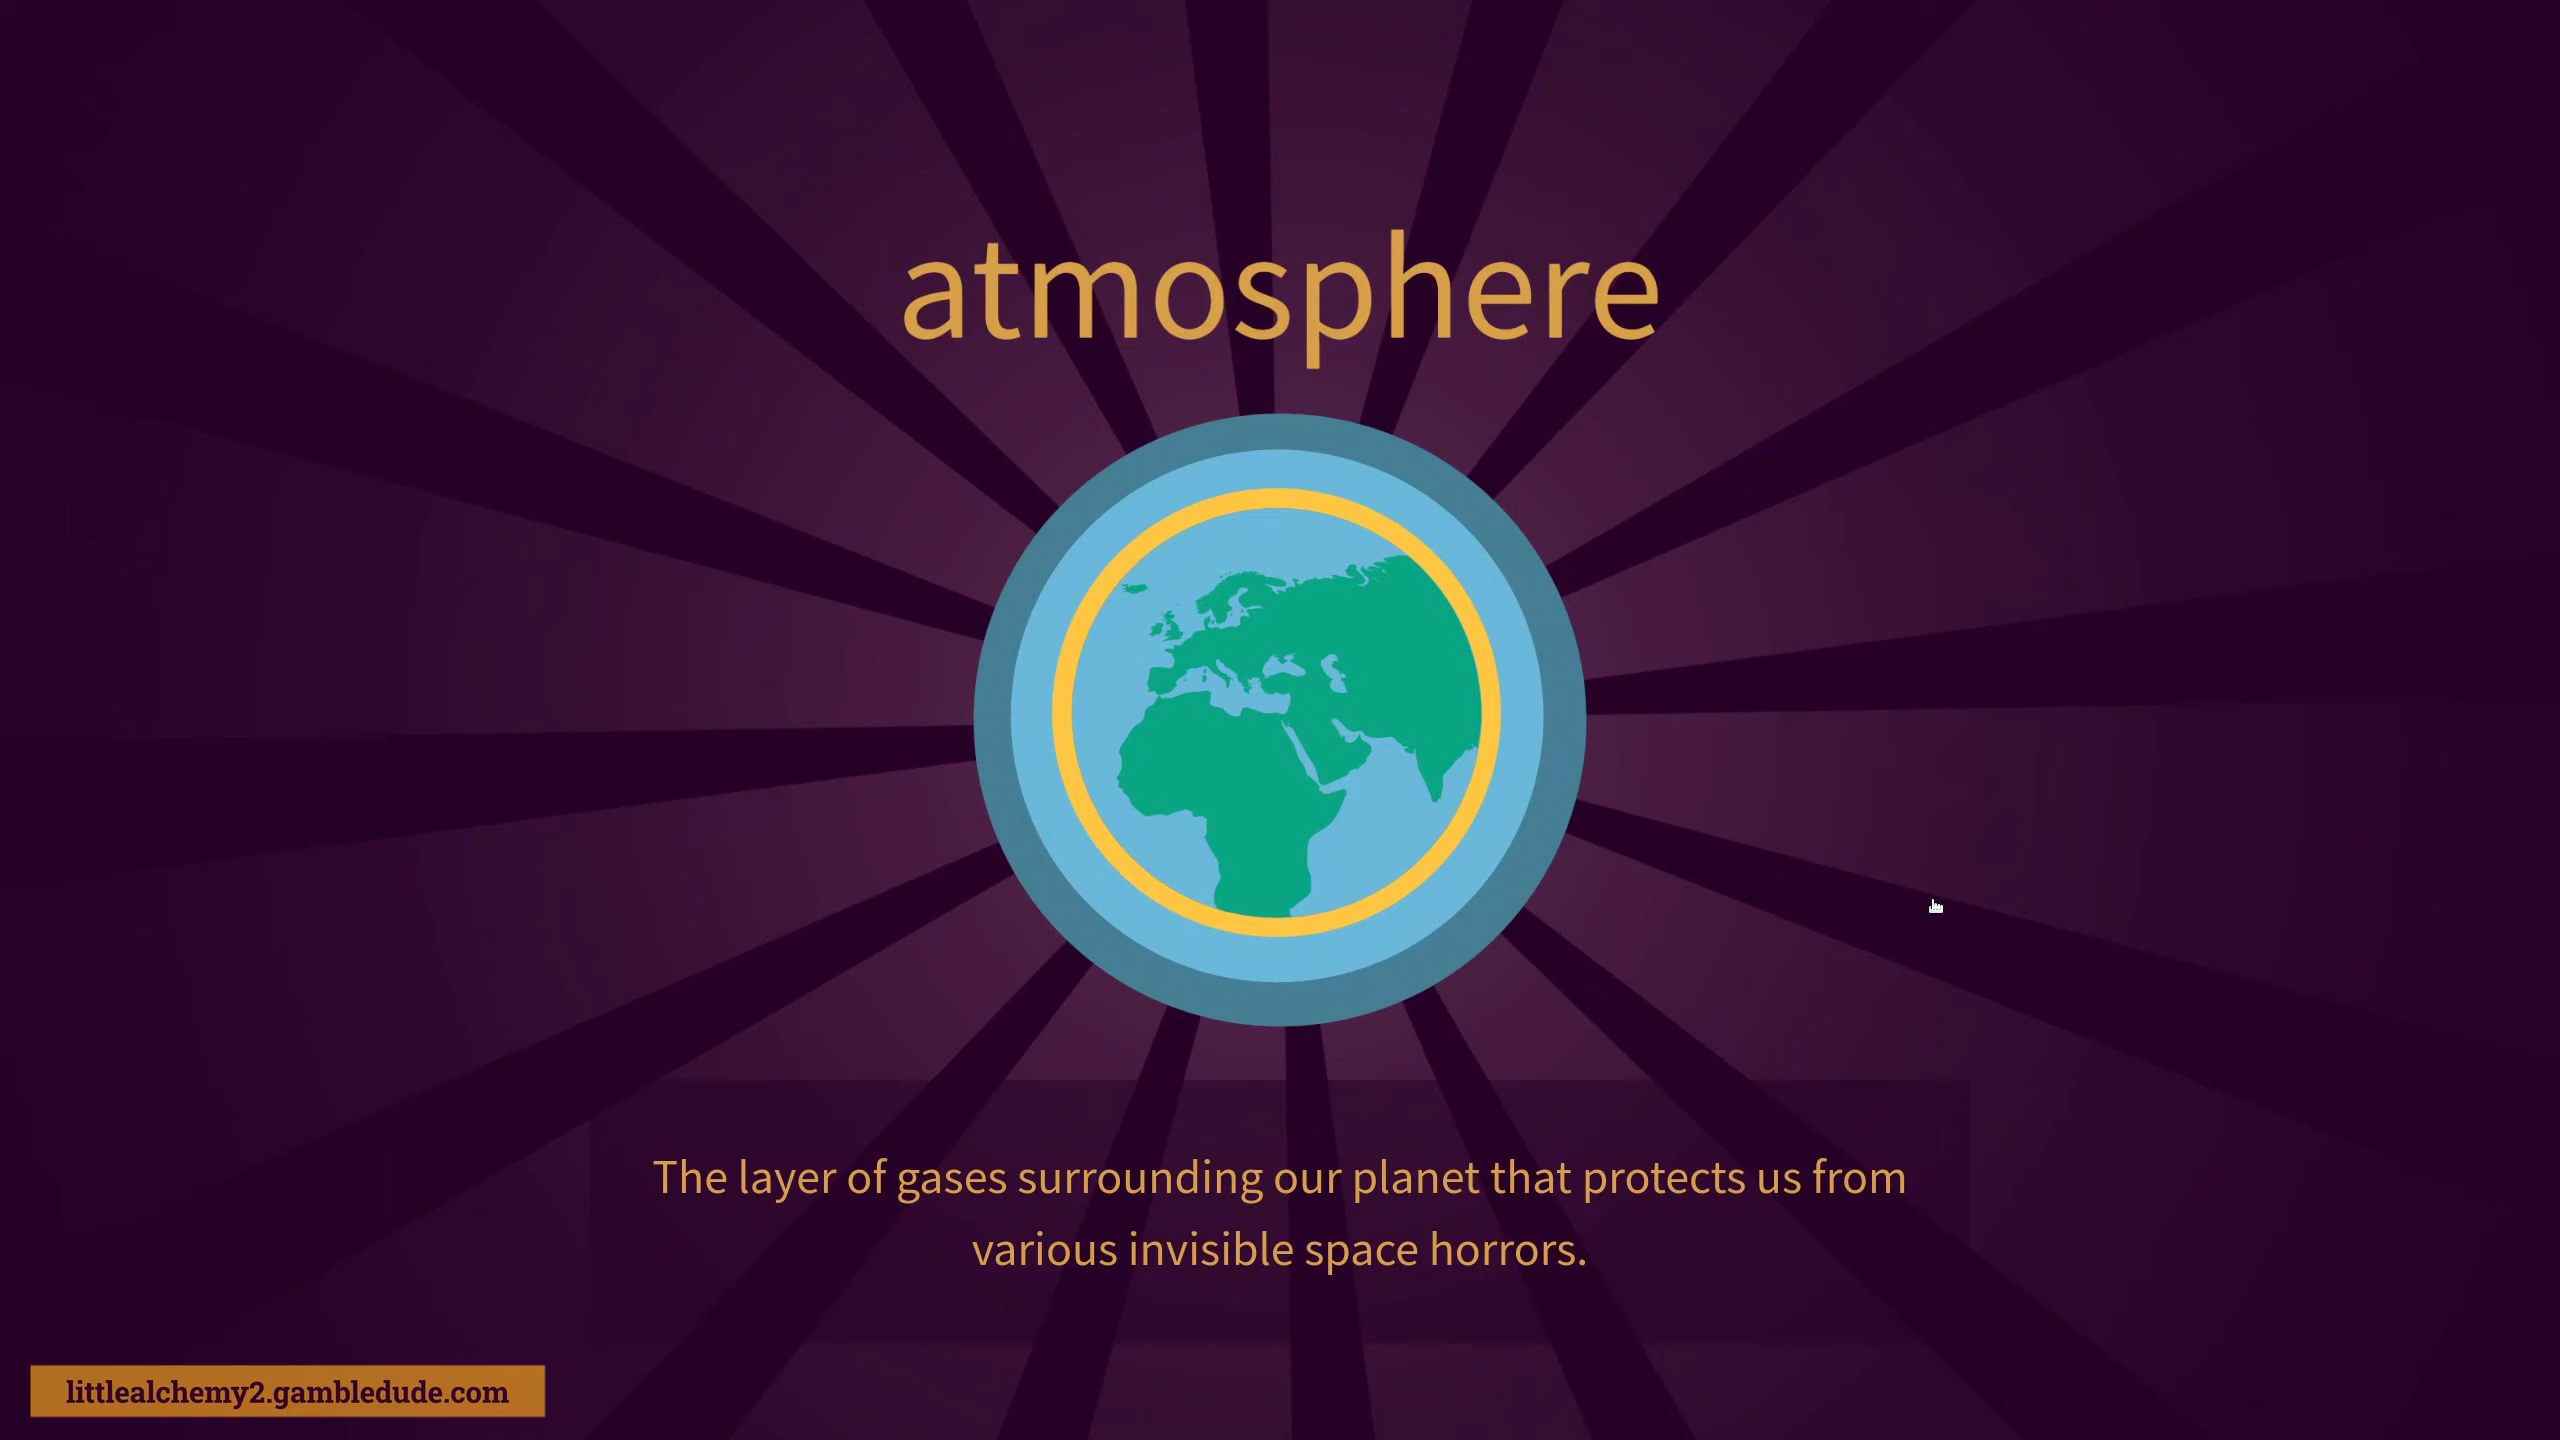 atmosphere
The layer of gases surrounding our planet that protects us from
various invisible space horrors.
littlealchemy2.gambledude.com